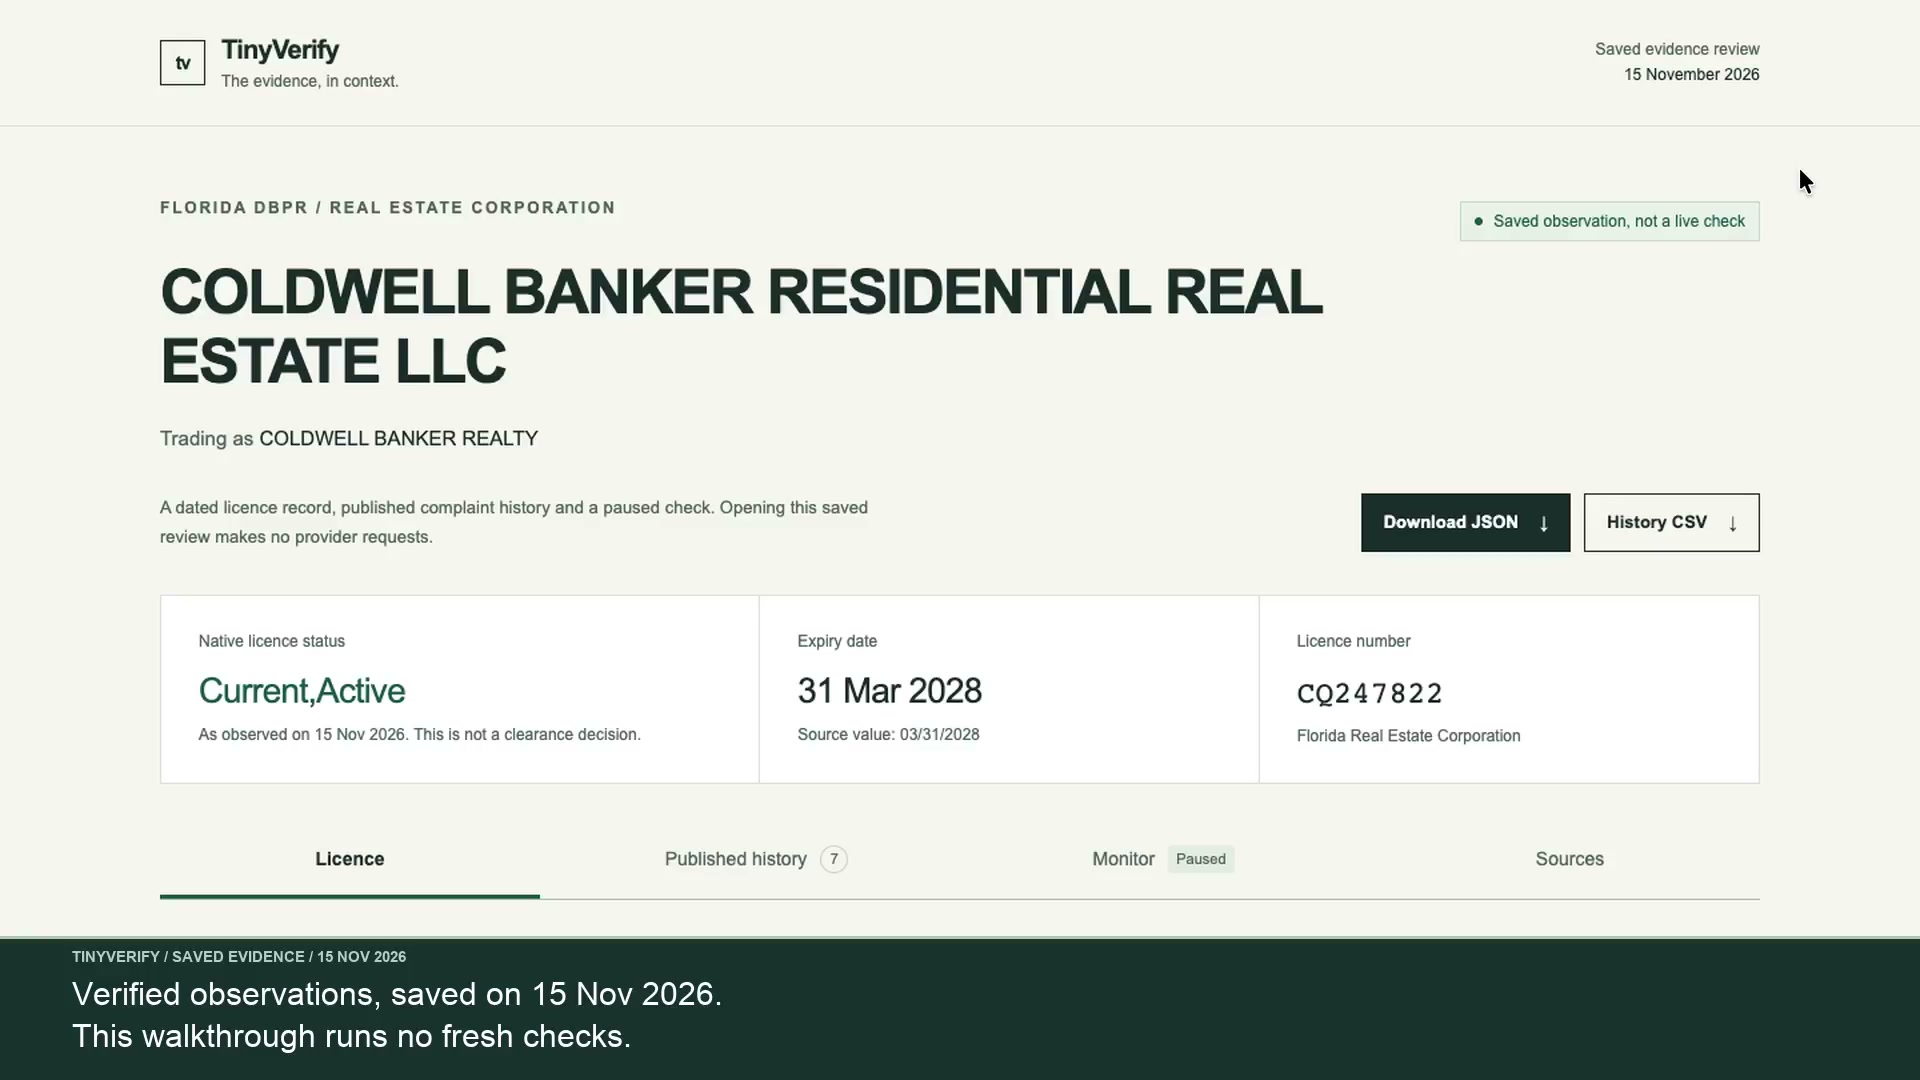 tv
TinyVerify
The evidence, in context.
Saved evidence review
15 November 2026
FLORIDA DBPR / REAL ESTATE CORPORATION
Saved observation, not a live check
COLDWELL BANKER RESIDENTIAL REAL
ESTATE LLC
Trading as COLDWELL BANKER REALTY
A dated licence record, published complaint history and a paused check. Opening this saved
review makes no provider requests.
Download JSON ↓
History CSV ↓
Native licence status
Current,Active
As observed on 15 Nov 2026. This is not a clearance decision.
Expiry date
31 Mar 2028
Source value: 03/31/2028
Licence number
CQ247822
Florida Real Estate Corporation
Licence
Published history 7
Monitor Paused
Sources
TINYVERIFY / SAVED EVIDENCE / 15 NOV 2026
Verified observations, saved on 15 Nov 2026.
This walkthrough runs no fresh checks.